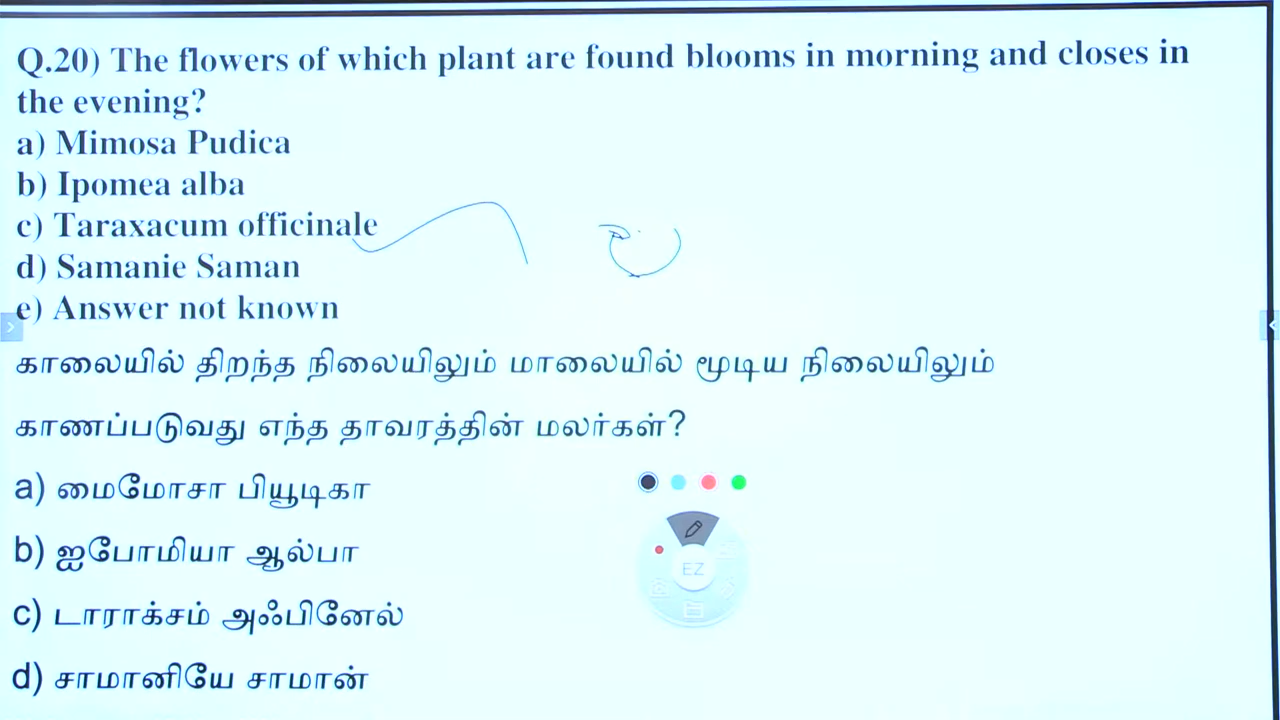 Q.20) The flowers of which plant are found blooms in morning and closes in
the evening?
a) Mimosa Pudica
b) Ipomea alba
c) Taraxacum officinale
d) Samanie Saman
e) Answer not known
காலையில் திறந்த நிலையிலும் மாலையில் மூடிய நிலையிலும்
காணப்படுவது எந்த தாவரத்தின் மலர்கள்?
a) மைமோசா பியூடிகா
b) ஐபோமியா ஆல்பா
EZ
c) டாராக்சம் அஃபினேல்
d) சாமானியே சாமான்